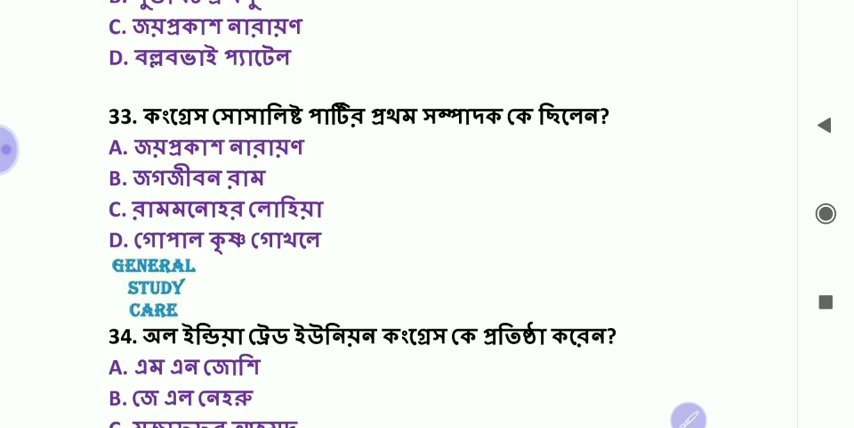 C. জয়প্রকাশ নারায়ণ
D. বল্লবভাই প্যাটেল
33. কংগ্রেস সোসালিষ্ট পার্টির প্রথম সম্পাদক কে ছিলেন?
A. জয়প্রকাশ নারায়ণ
B. জগজীবন রাম
C. রামমনোহর লোহিয়া
D. গোপাল কৃষ্ণ গোখলে
GENERAL
STUDY
CARE
34. অল ইন্ডিয়া ট্রেড ইউনিয়ন কংগ্রেস কে প্রতিষ্ঠা করেন?
A. এম এন জোশি
B. জে এল নেহরু